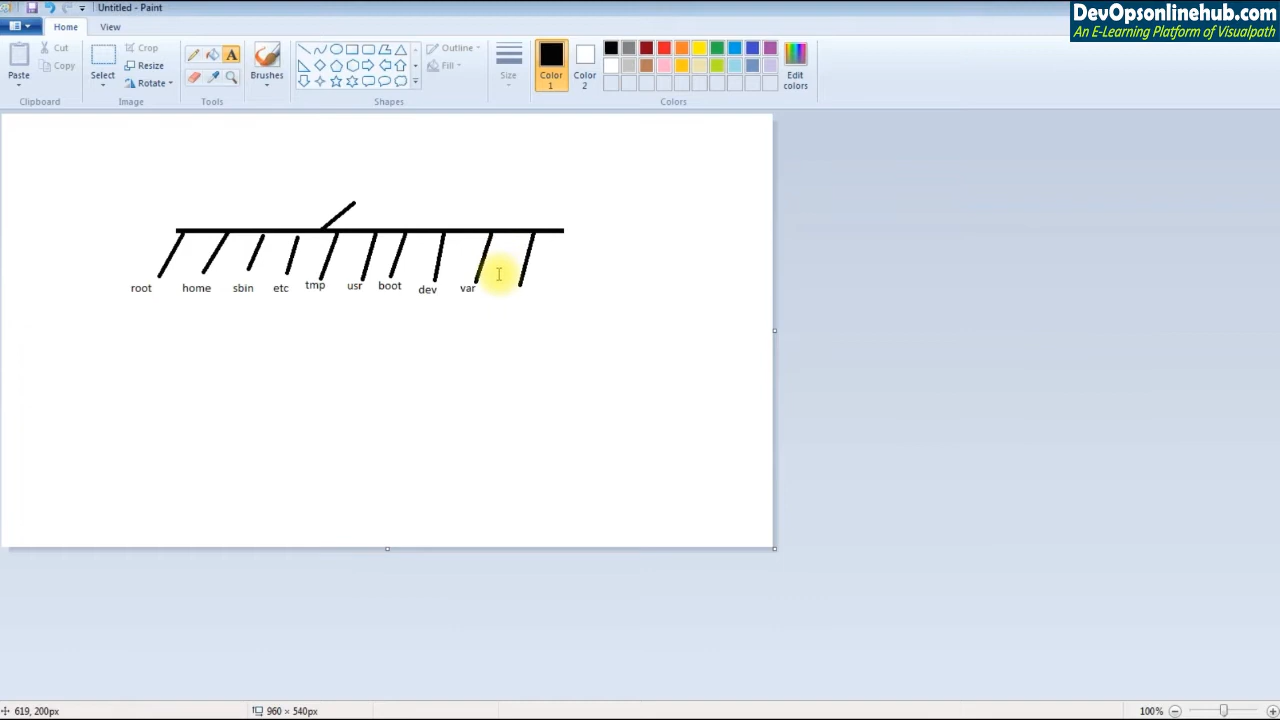 Untitled - Paint
DevOpsonlinehub.com
An E-Learning Platform of Visualpath
Home View
Cut
Copy
Paste
Clipboard
Select
Crop
Resize
Rotate
Image
Tools
Brushes
Outline
Fill
Shapes
Size
Color 1
Color 2
Edit colors
Colors
root home sbin etc tmp usr boot dev var
619, 200px
960 × 540px
100%